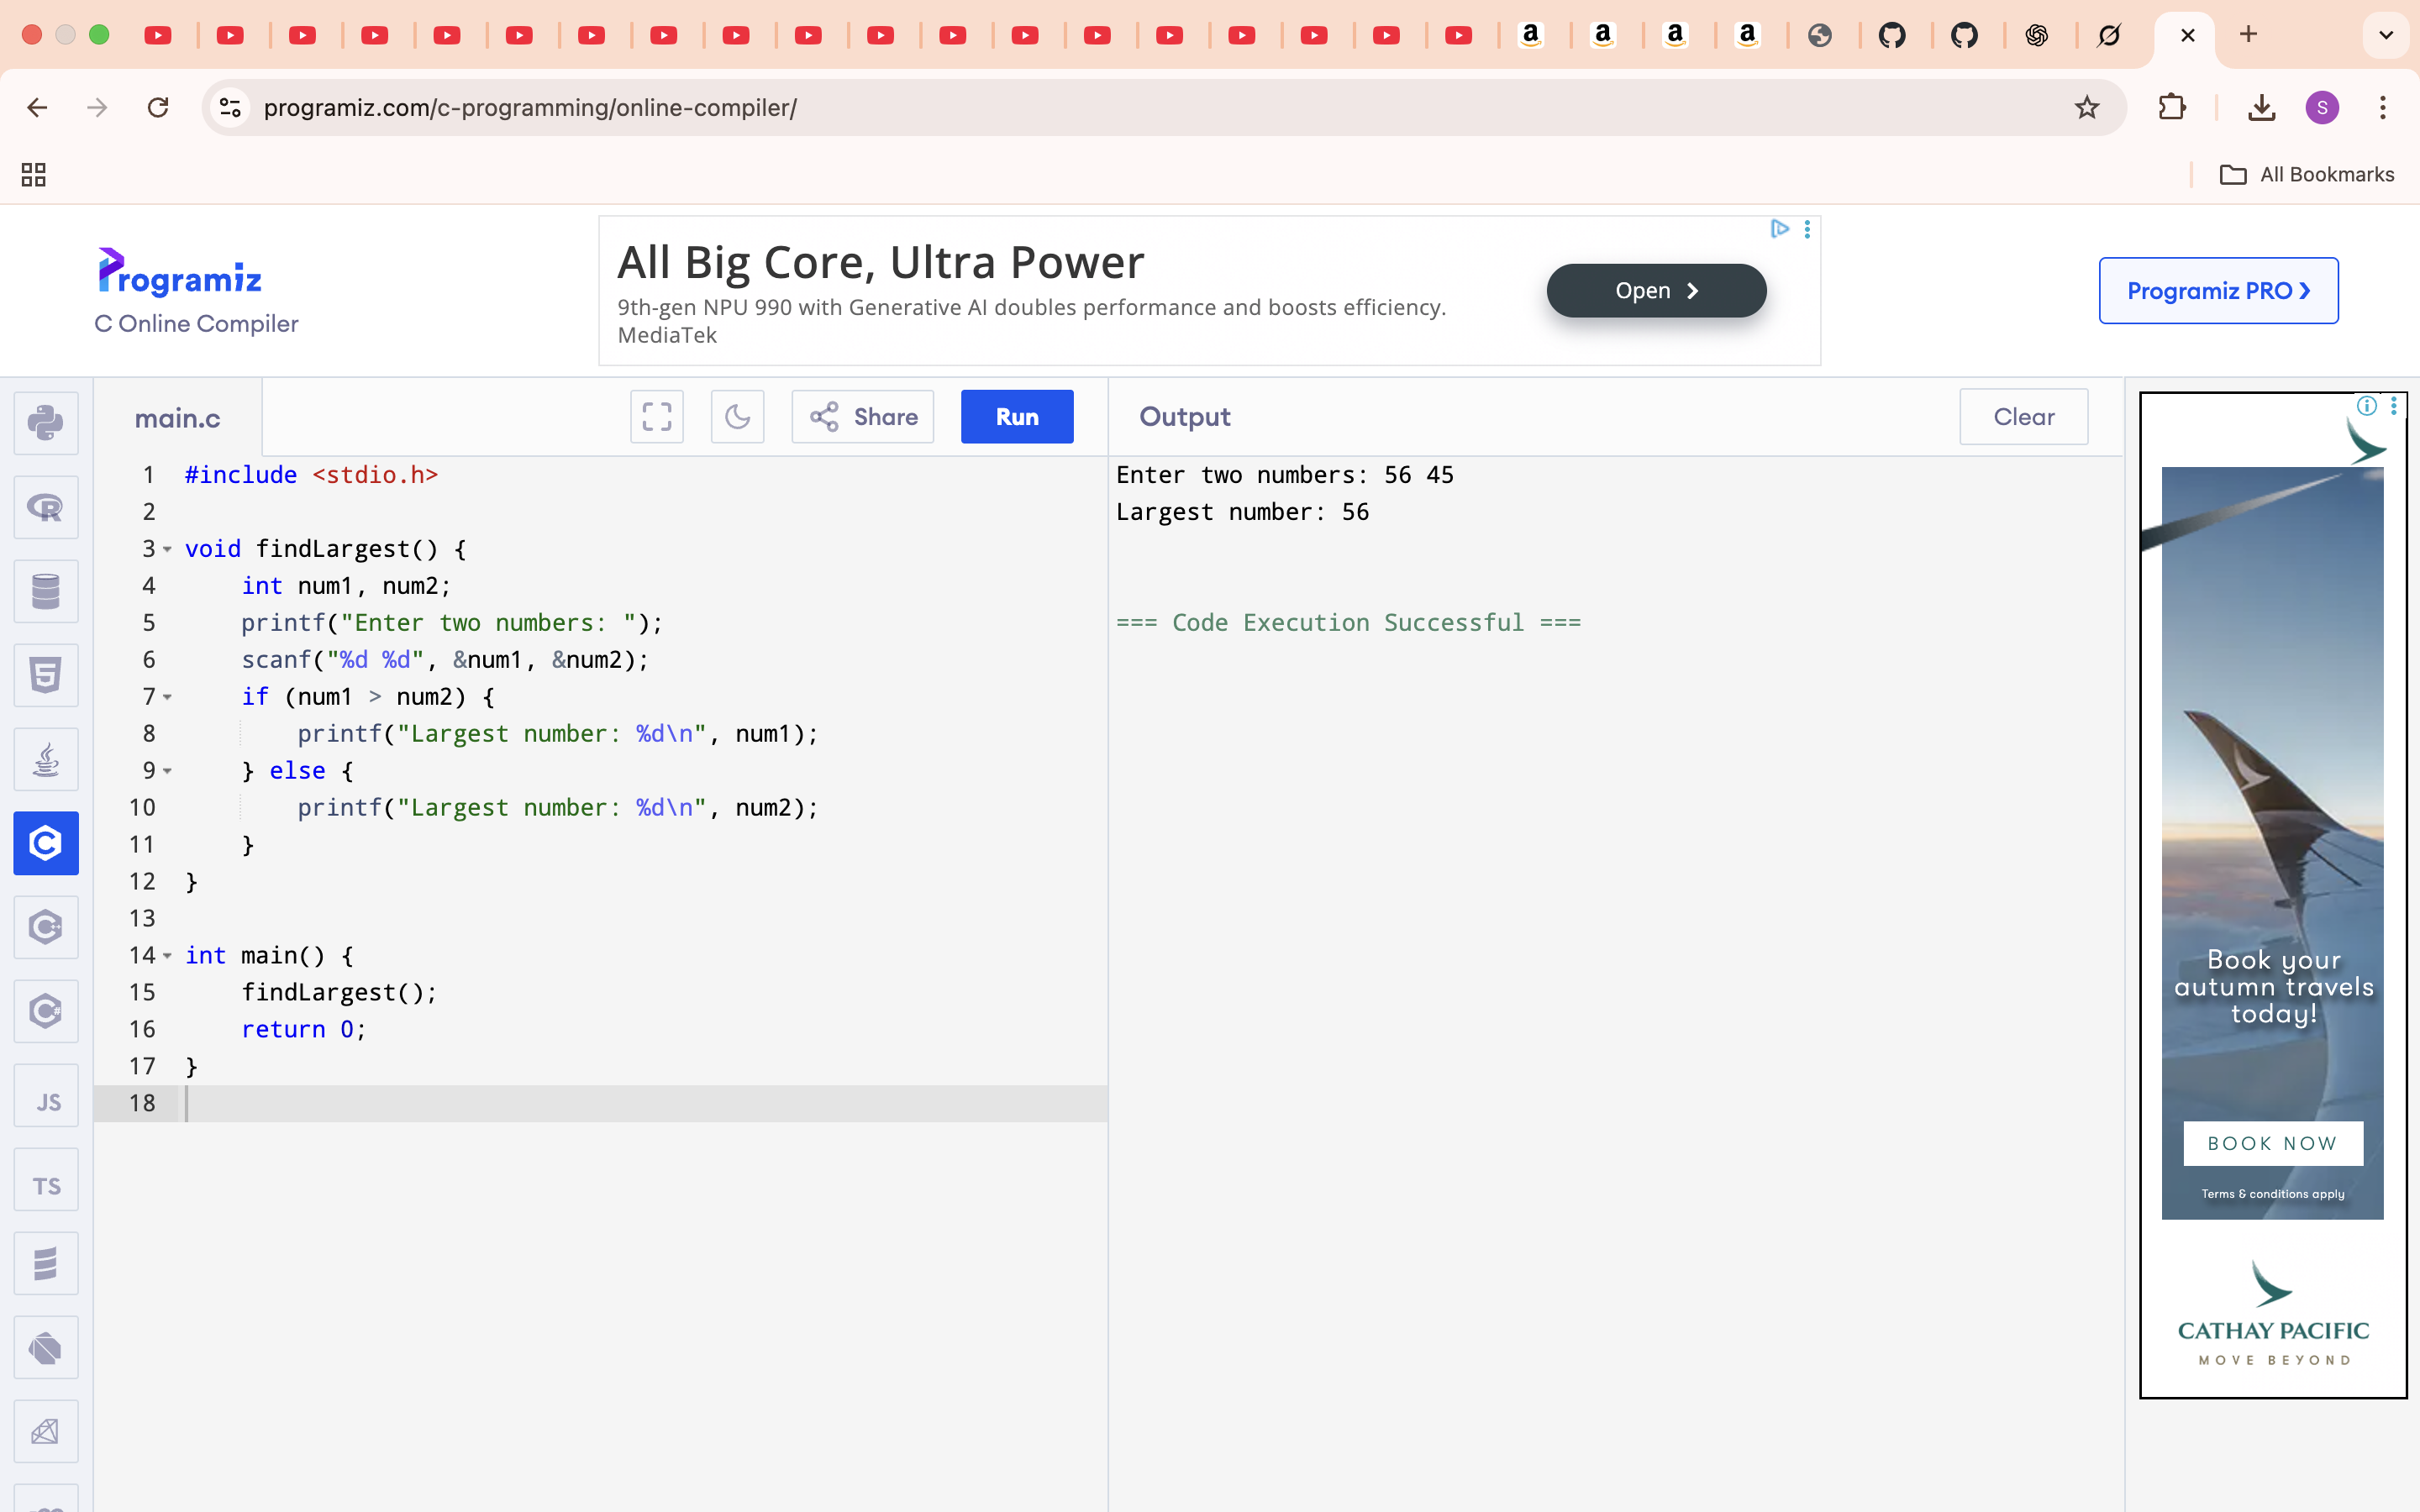 programiz.com/c-programming/online-compiler/
S
All Bookmarks
Programiz
C Online Compiler
All Big Core, Ultra Power
9th-gen NPU 990 with Generative AI doubles performance and boosts efficiency.
MediaTek
Open
Programiz PRO
main.c
Share
Run
Output
Clear
1 #include <stdio.h>
2
3 void findLargest() {
4     int num1, num2;
5     printf("Enter two numbers: ");
6     scanf("%d %d", &num1, &num2);
7     if (num1 > num2) {
8         printf("Largest number: %d\n", num1);
9     } else {
10         printf("Largest number: %d\n", num2);
11     }
12 }
13
14 int main() {
15     findLargest();
16     return 0;
17 }
18
Enter two numbers: 56 45
Largest number: 56
=== Code Execution Successful ===
JS
TS
Book your
autumn travels
today!
BOOK NOW
Terms & conditions apply
CATHAY PACIFIC
MOVE BEYOND